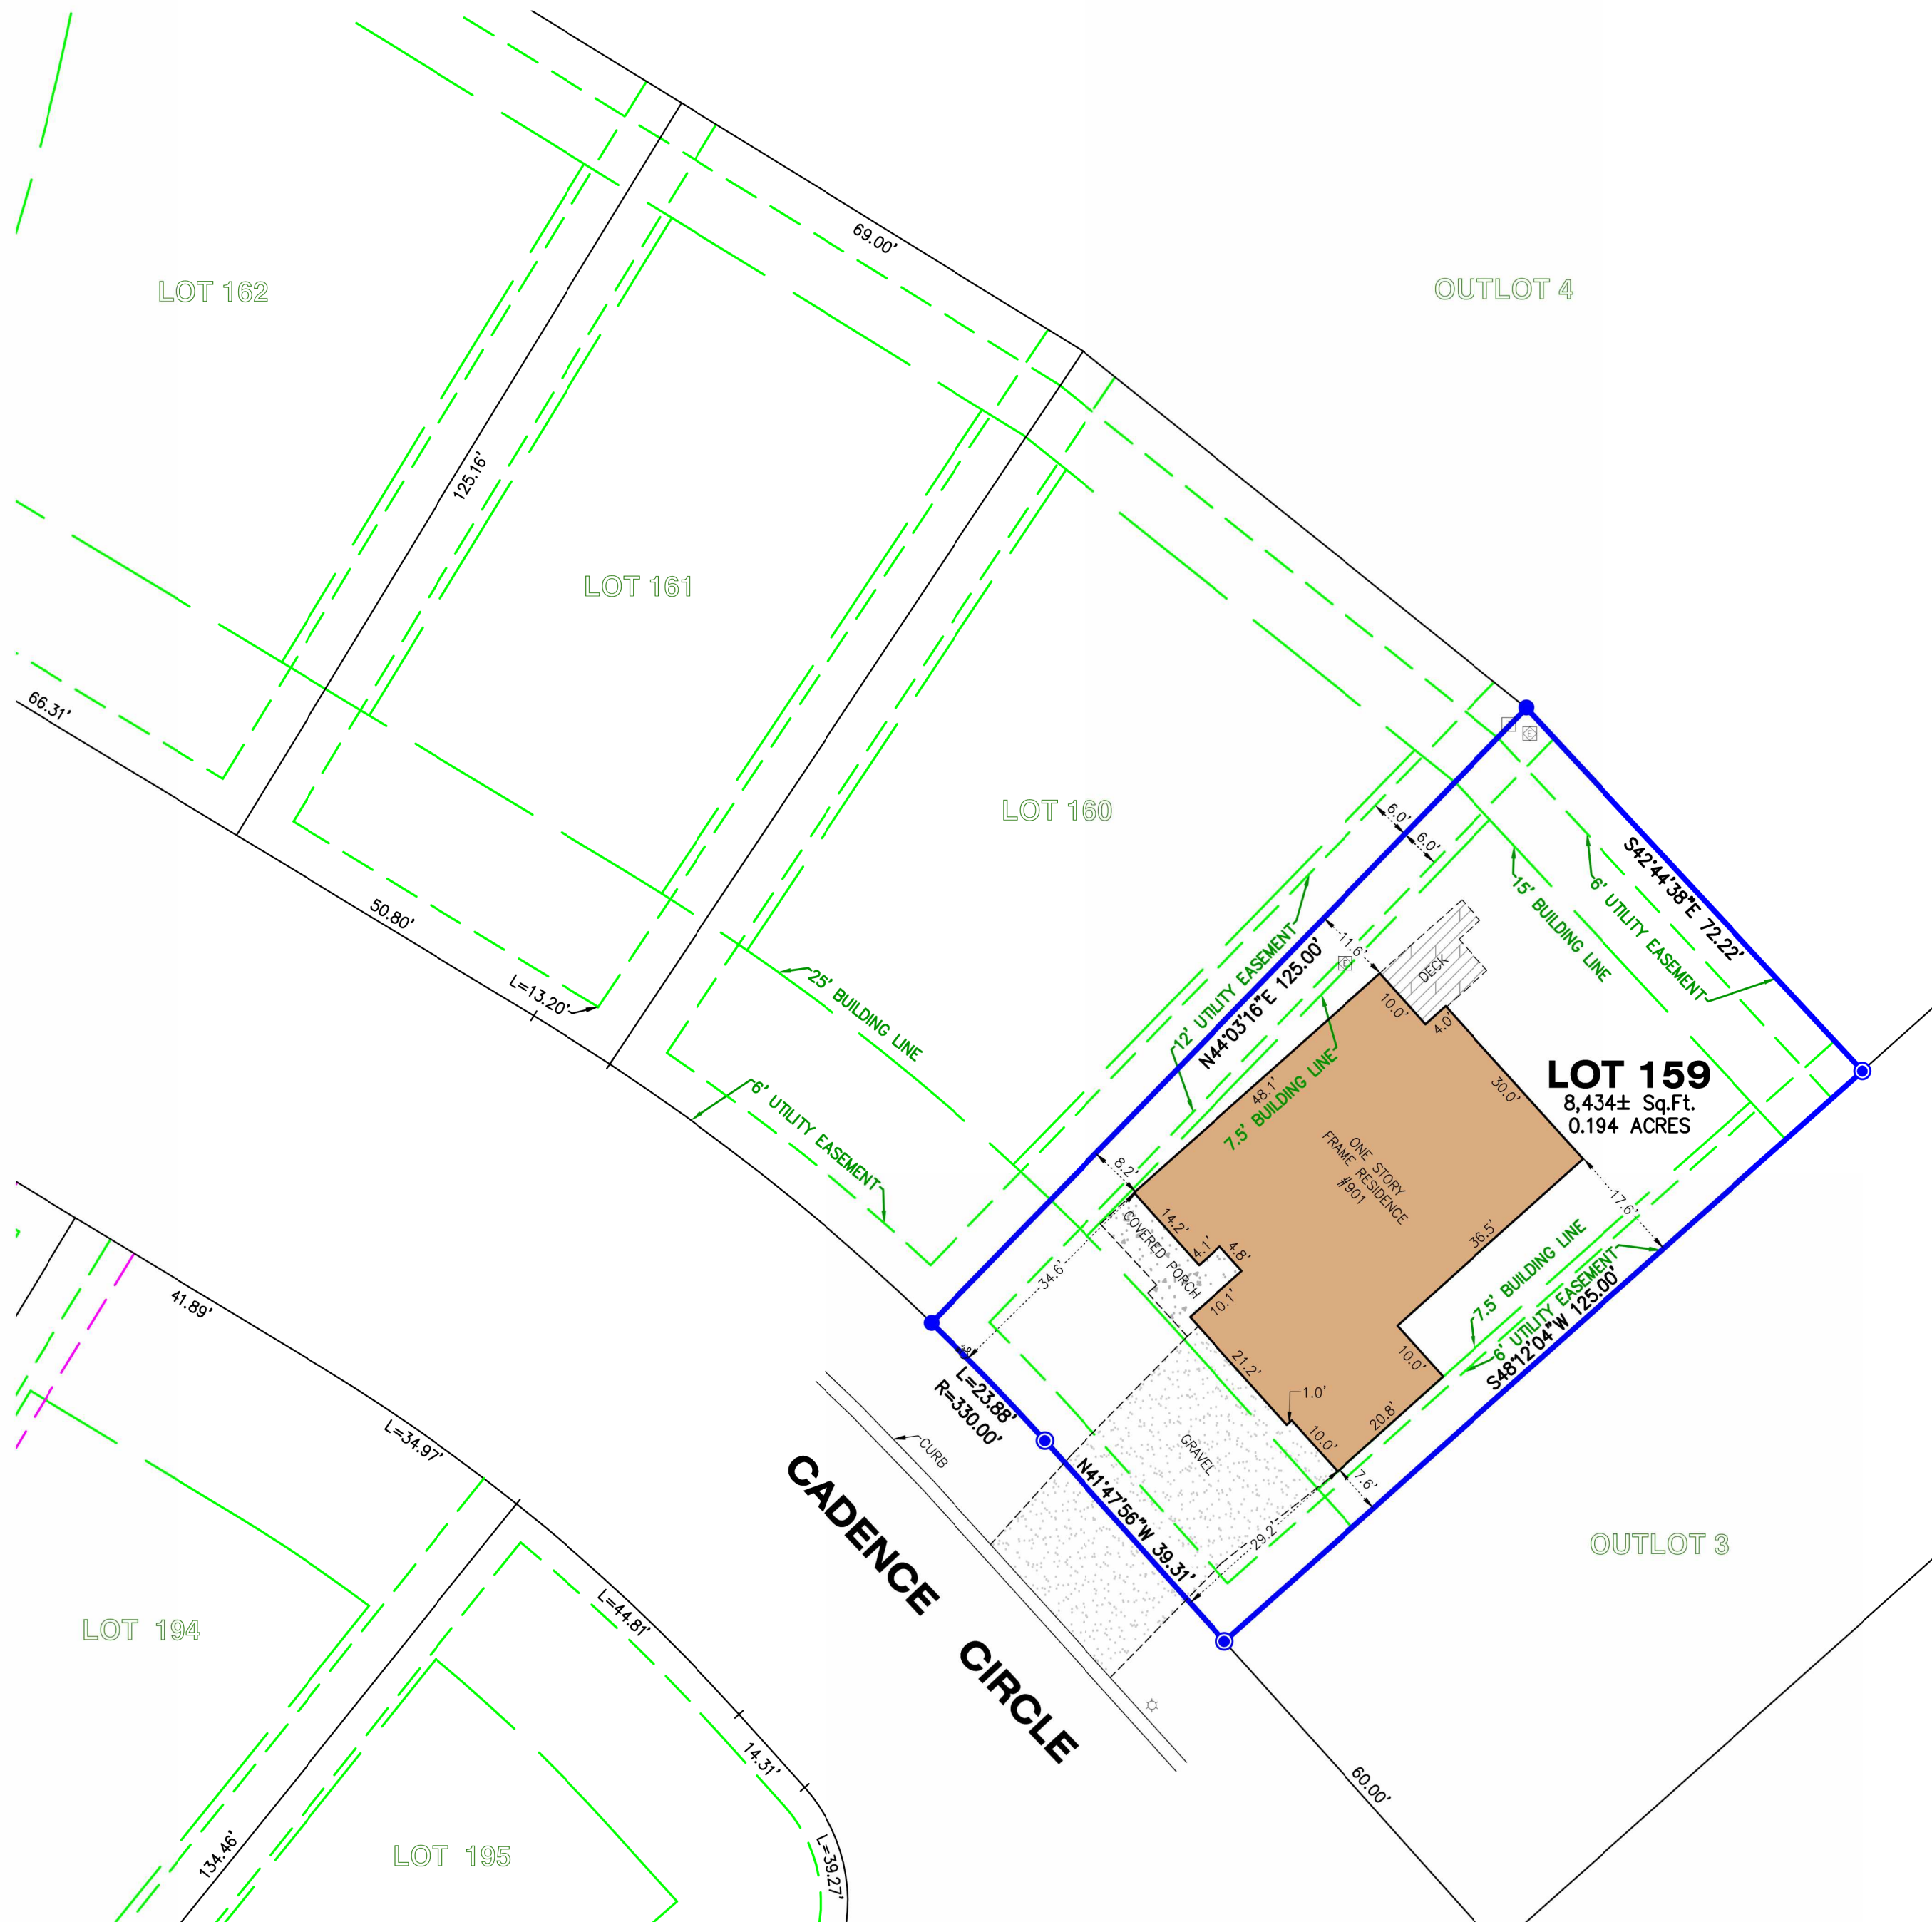 69.00'
LOT 162
OUTLOT 4
125.16'
LOT 161
66.31'
LOT 160
50.80'
L=13.20'
25' BUILDING LINE
6' UTILITY EASEMENT
6.0'
6.0'
S42°44'38"E 72.22'
6' UTILITY EASEMENT
15' BUILDING LINE
12' UTILITY EASEMENT
N44°03'16"E 125.00'
7.5' BUILDING LINE
11.6'
E
E
DECK
10.0'
4.0'
48.1'
30.0'
LOT 159
8,434± Sq.Ft.
0.194 ACRES
ONE STORY
FRAME RESIDENCE
#901
8.2'
14.2'
4.1'
4.8'
COVERED PORCH
10.1'
36.5'
17.6'
7.5' BUILDING LINE
6' UTILITY EASEMENT
S48°12'04"W 125.00'
34.6'
21.2'
1.0'
10.0'
10.0'
20.8'
7.6'
29.2'
GRAVEL
L=23.88'
R=330.00'
N41°47'56"W 39.31'
CURB
CADENCE CIRCLE
OUTLOT 3
60.00'
41.89'
L=34.97'
L=44.81'
14.31'
L=39.27'
LOT 194
134.46'
LOT 195